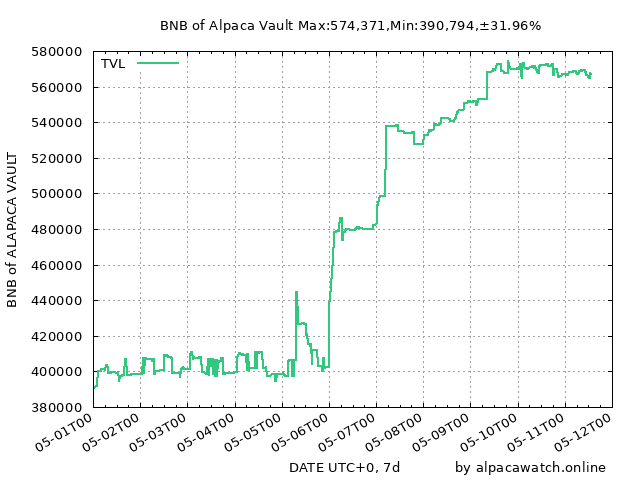 BNB of Alpaca Vault Max:574,371,Min:390,794,±31.96%
TVL
BNB of ALAPACA VAULT
580000
560000
540000
520000
500000
480000
460000
440000
420000
400000
380000
05-01T00
05-02T00
05-03T00
05-04T00
05-05T00
05-06T00
05-07T00
05-08T00
05-09T00
05-10T00
05-11T00
05-12T00
DATE UTC+0, 7d
by alpacawatch.online